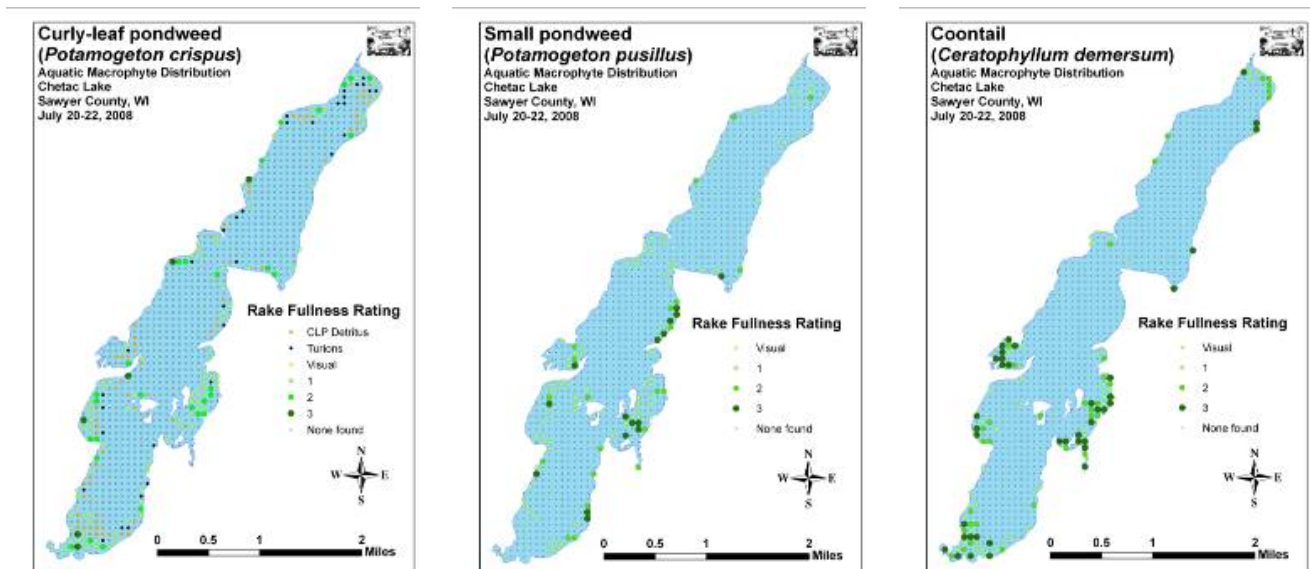 Curly-leaf pondweed
(Potamogeton crispus)
Aquatic Macrophyte Distribution
Chetac Lake
Sawyer County, WI
July 20-22, 2008
Rake Fullness Rating
CLP Detritus
Turions
Visual
1
2
3
None found
N
W E
S
0 0.5 1 2
Miles
Small pondweed
(Potamogeton pusillus)
Aquatic Macrophyte Distribution
Chetac Lake
Sawyer County, WI
July 20-22, 2008
Rake Fullness Rating
Visual
1
2
3
None found
N
W E
S
0 0.5 1 2
Miles
Coontail
(Ceratophyllum demersum)
Aquatic Macrophyte Distribution
Chetac Lake
Sawyer County, WI
July 20-22, 2008
Rake Fullness Rating
Visual
1
2
3
None found
N
W E
S
0 0.5 1 2
Miles